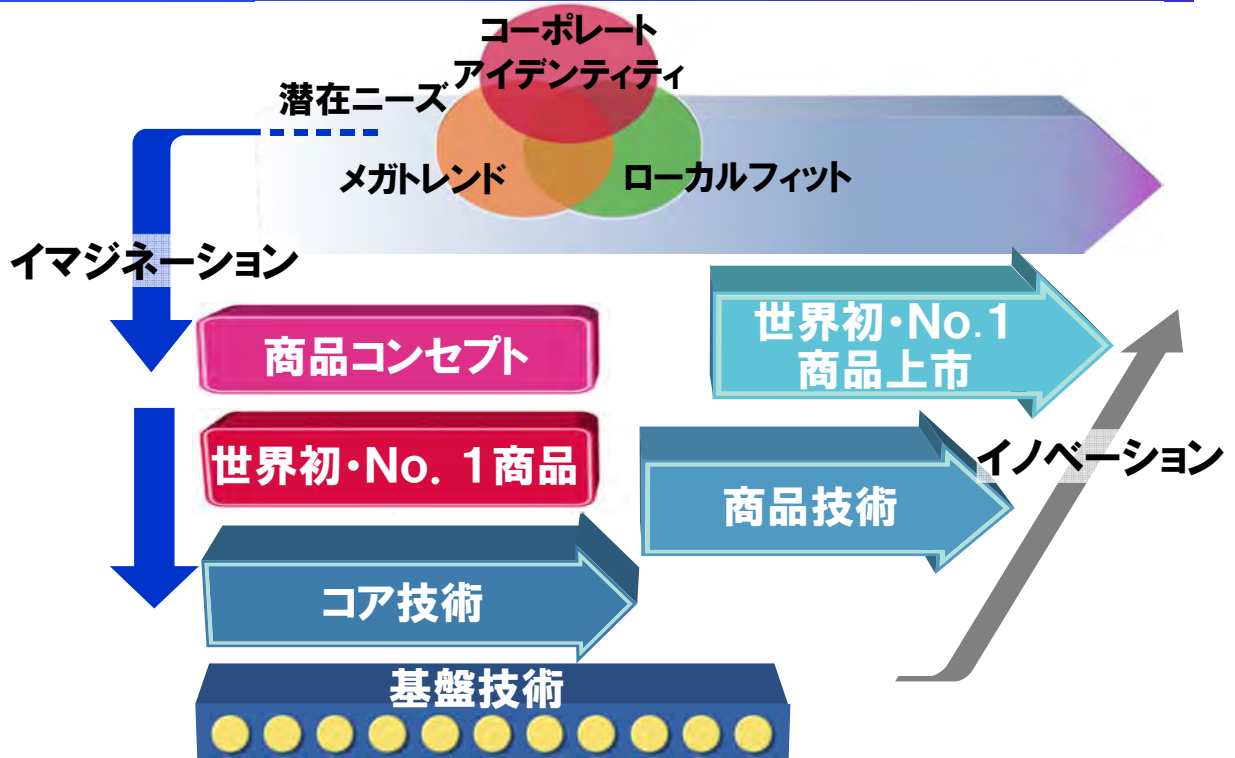 コーポレート
アイデンティティ
潜在ニーズ
メガトレンド
ローカルフィット
イマジネーション
商品コンセプト
世界初・No.1
商品上市
世界初・No. 1商品
イノベーション
商品技術
コア技術
基盤技術